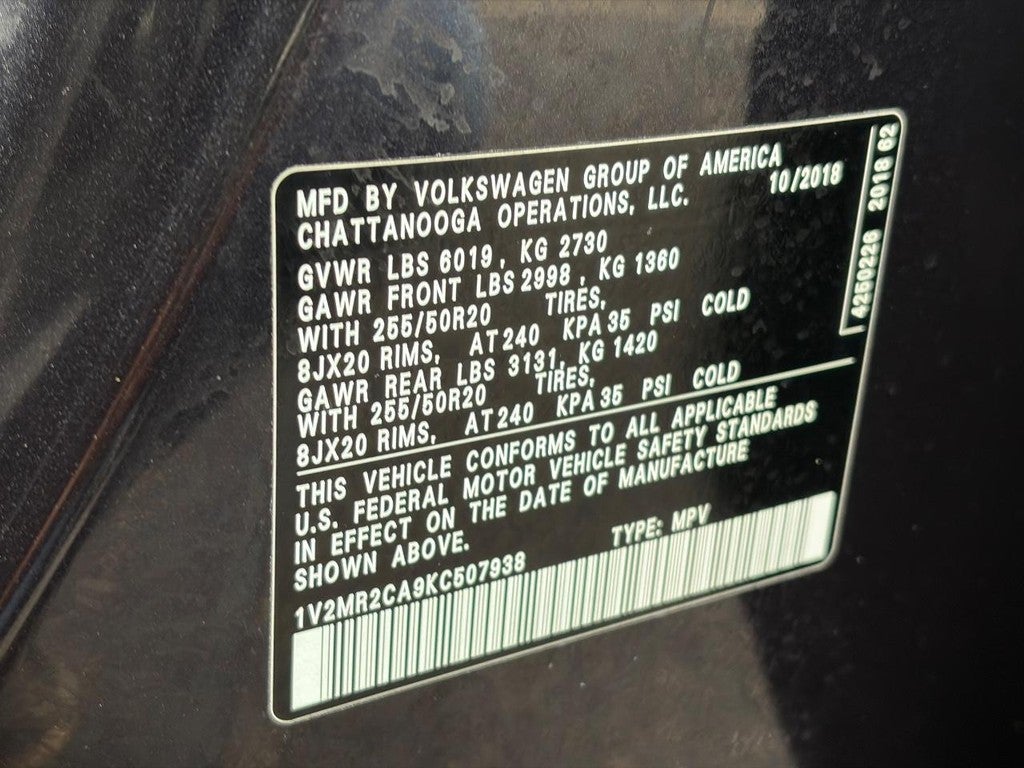 MFD BY VOLKSWAGEN GROUP OF AMERICA
CHATTANOOGA OPERATIONS, LLC. 10/2018
GVWR LBS 6019, KG 2730
GAWR FRONT LBS 2998, KG 1360
WITH 255/50R20 TIRES,
8JX20 RIMS, AT 240 KPA 35 PSI COLD
GAWR REAR LBS 3131, KG 1420
WITH 255/50R20 TIRES,
8JX20 RIMS, AT 240 KPA 35 PSI COLD
THIS VEHICLE CONFORMS TO ALL APPLICABLE
U.S. FEDERAL MOTOR VEHICLE SAFETY STANDARDS
IN EFFECT ON THE DATE OF MANUFACTURE
SHOWN ABOVE.
1V2MR2CA9KC507938 TYPE: MPV
4250226 2018 62